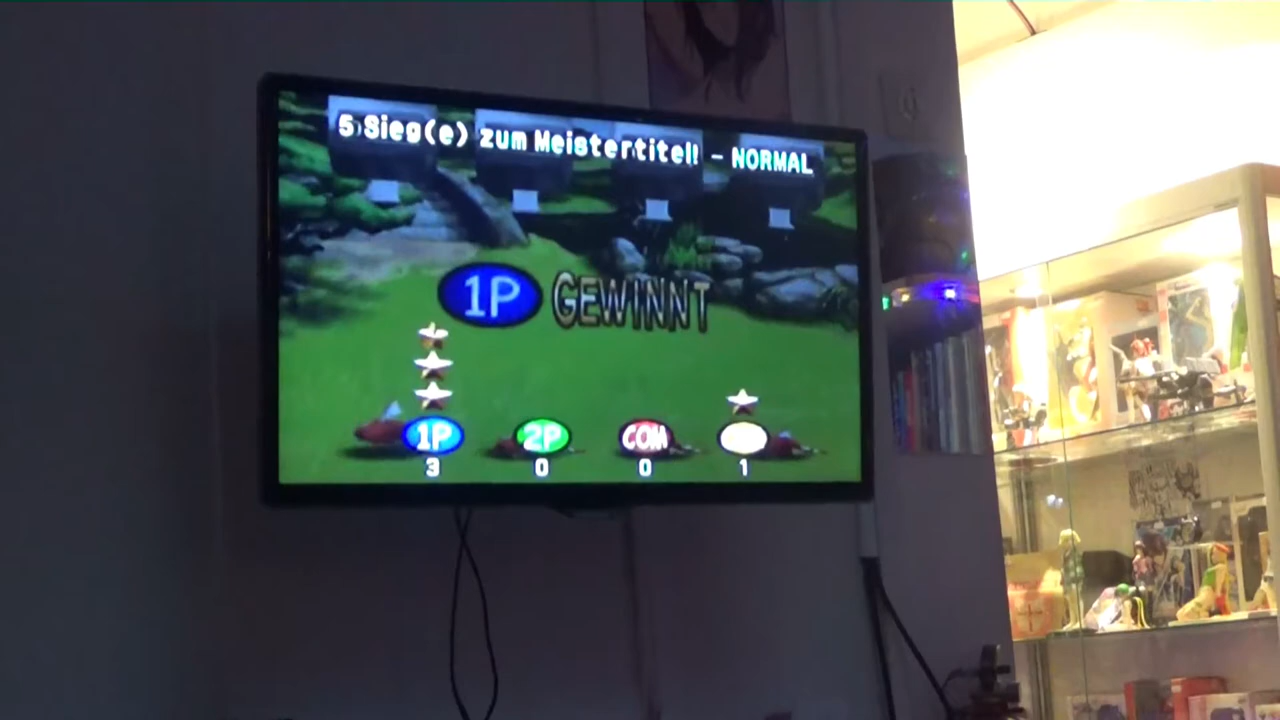 5 Sieg(e) zum Meistertitel! - NORMAL
1P GEWINNT
1P 2P COM
3 0 0 1